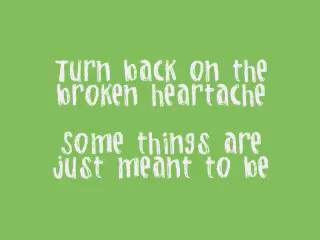 Turn back on the
broken heartache
Some things are
just meant to be